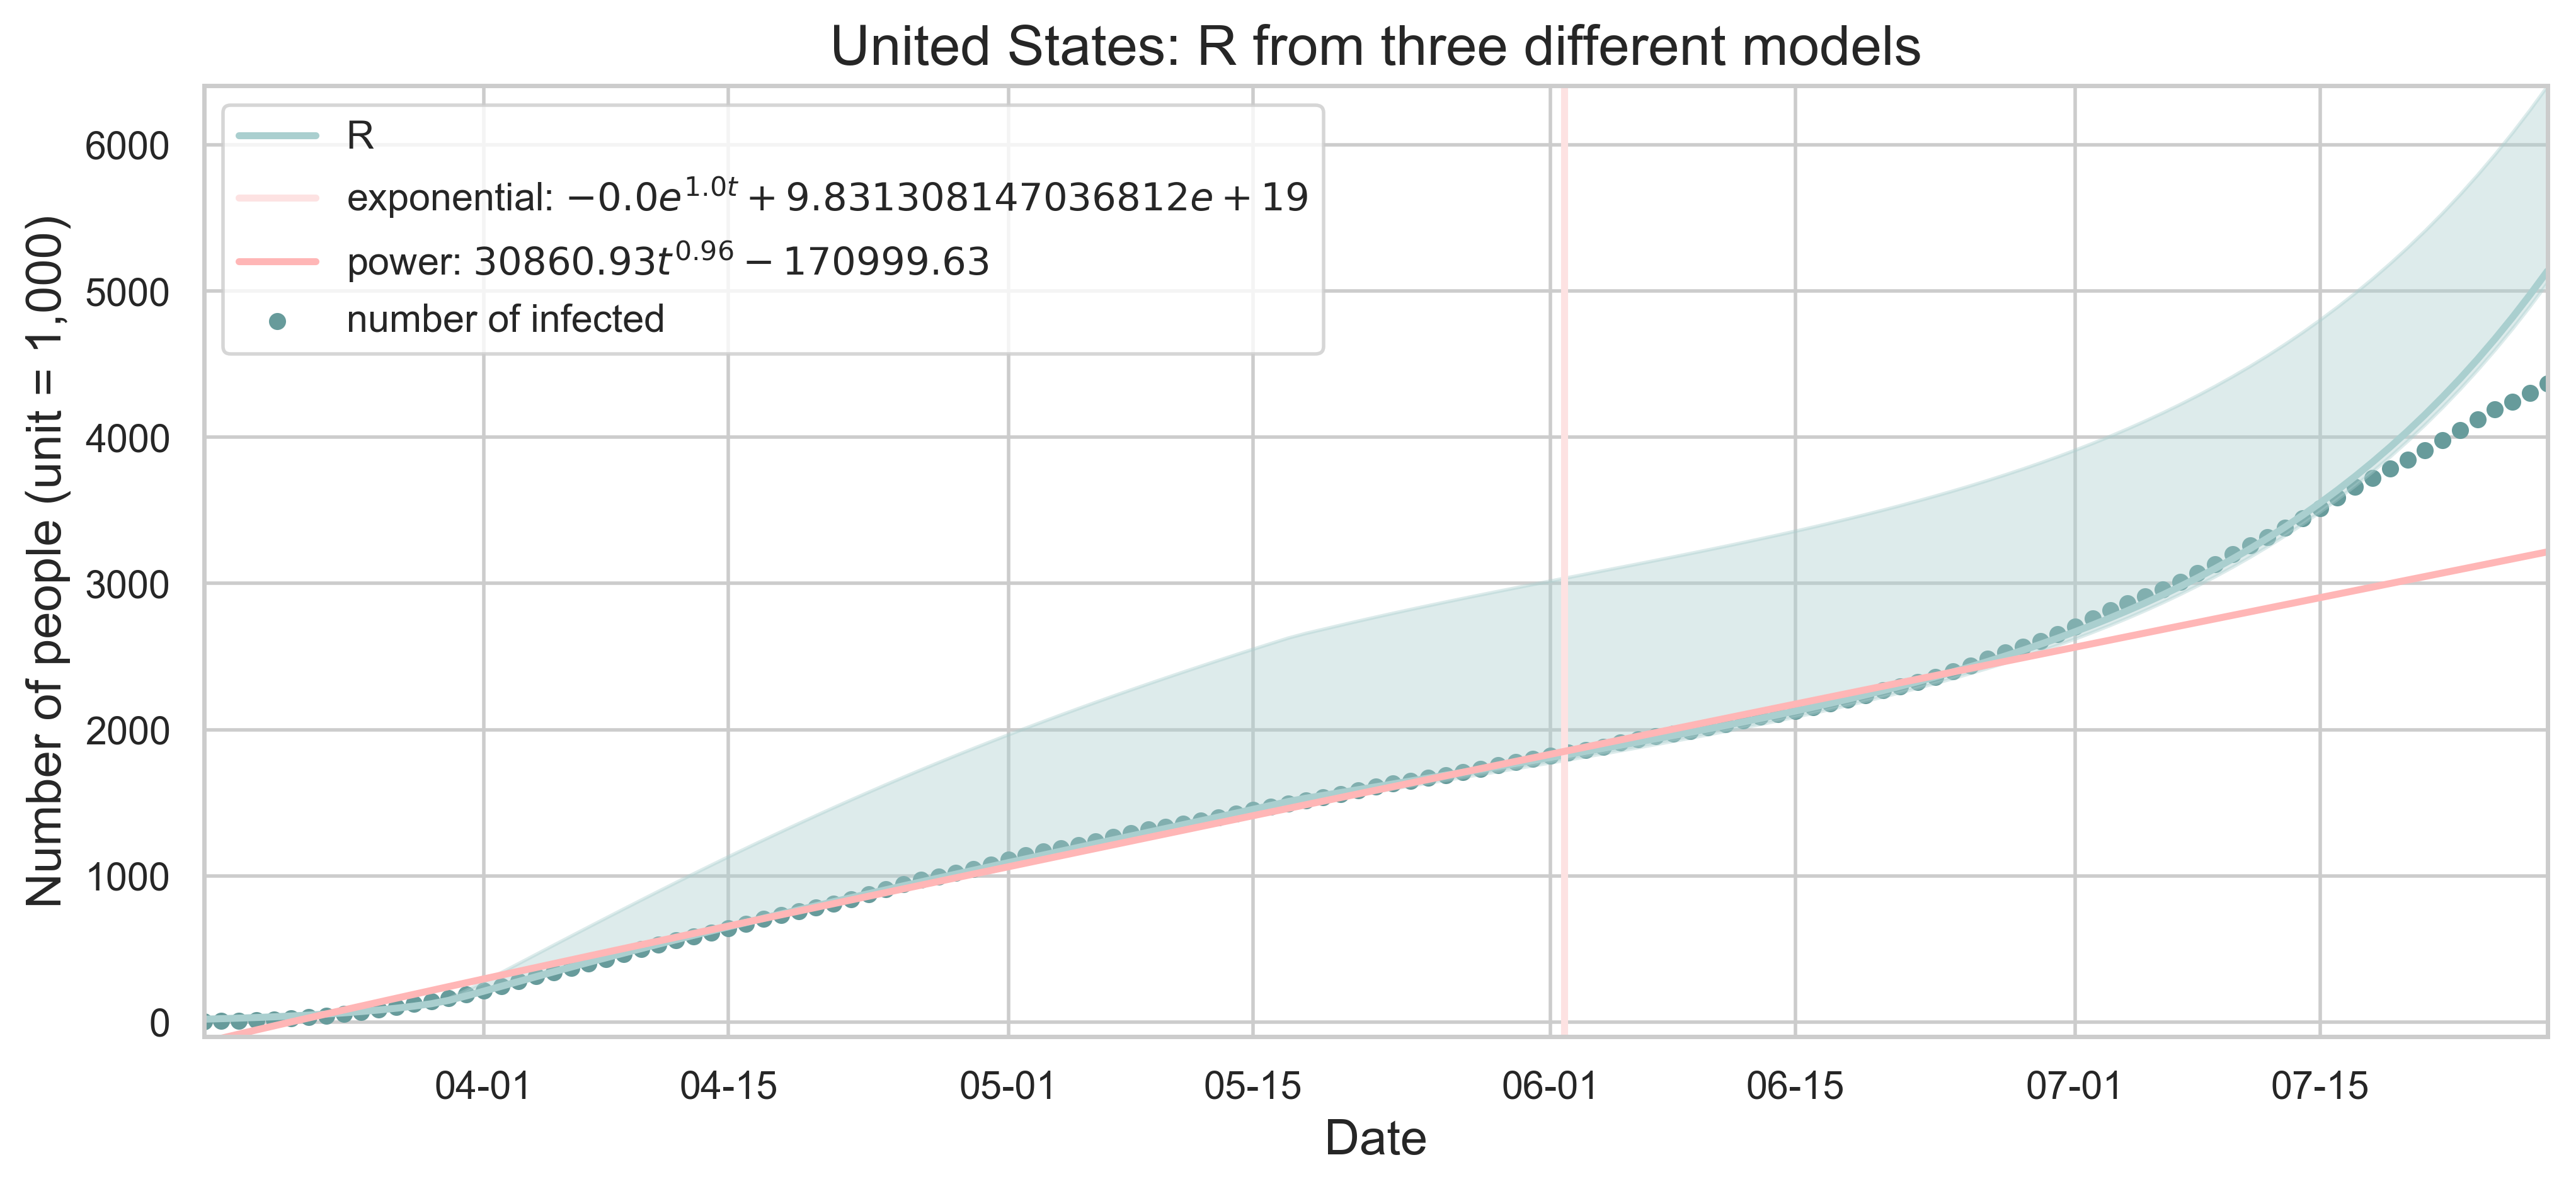 United States: R from three different models
R
exponential: −0.0e^{1.0t} + 9.831308147036812e + 19
power: 30860.93t^{0.96} − 170999.63
number of infected
Number of people (unit = 1,000)
6000
5000
4000
3000
2000
1000
0
04-01 04-15 05-01 05-15 06-01 06-15 07-01 07-15
Date